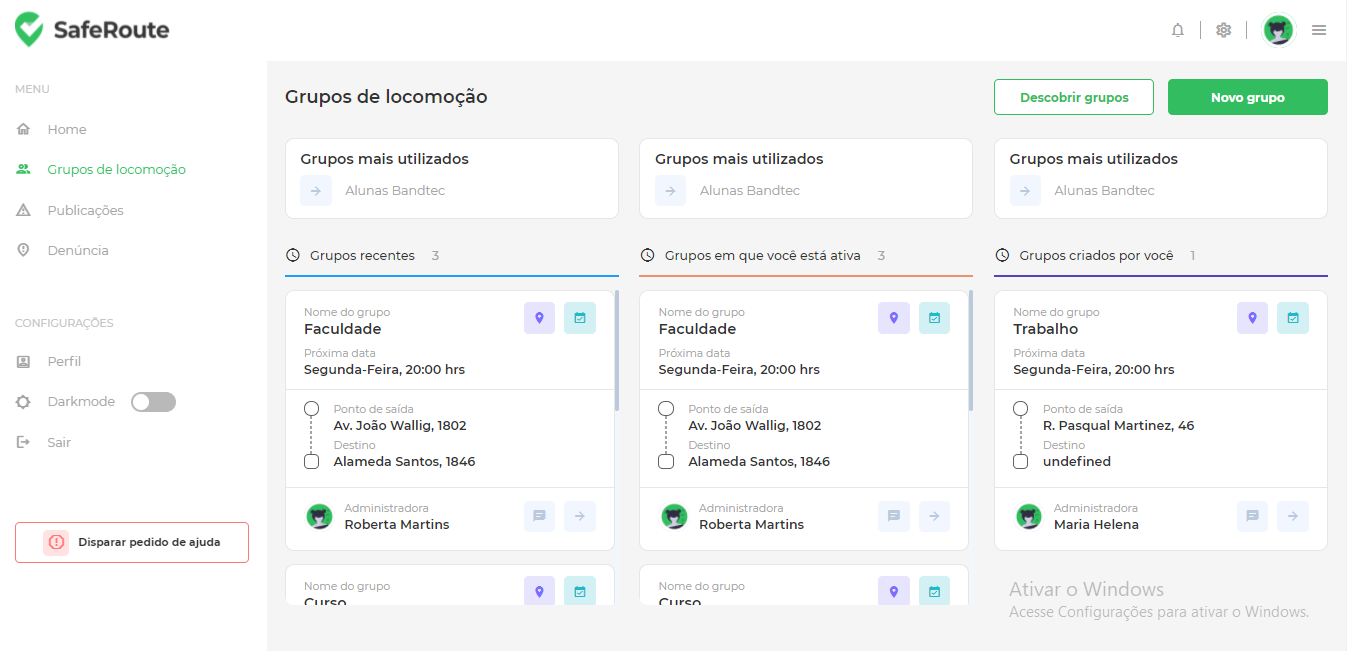 SafeRoute
MENU
Home
Grupos de locomoção
Publicações
Denúncia
CONFIGURAÇÕES
Perfil
Darkmode
Sair
Disparar pedido de ajuda
Grupos de locomoção
Descobrir grupos
Novo grupo
Grupos mais utilizados
Alunas Bandtec
Grupos mais utilizados
Alunas Bandtec
Grupos mais utilizados
Alunas Bandtec
Grupos recentes 3
Nome do grupo
Faculdade
Próxima data
Segunda-Feira, 20:00 hrs
Ponto de saída
Av. João Wallig, 1802
Destino
Alameda Santos, 1846
Administradora
Roberta Martins
Nome do grupo
Curso
Grupos em que você está ativa 3
Nome do grupo
Faculdade
Próxima data
Segunda-Feira, 20:00 hrs
Ponto de saída
Av. João Wallig, 1802
Destino
Alameda Santos, 1846
Administradora
Roberta Martins
Nome do grupo
Curso
Grupos criados por você 1
Nome do grupo
Trabalho
Próxima data
Segunda-Feira, 20:00 hrs
Ponto de saída
R. Pasqual Martinez, 46
Destino
undefined
Administradora
Maria Helena
Ativar o Windows
Acesse Configurações para ativar o Windows.